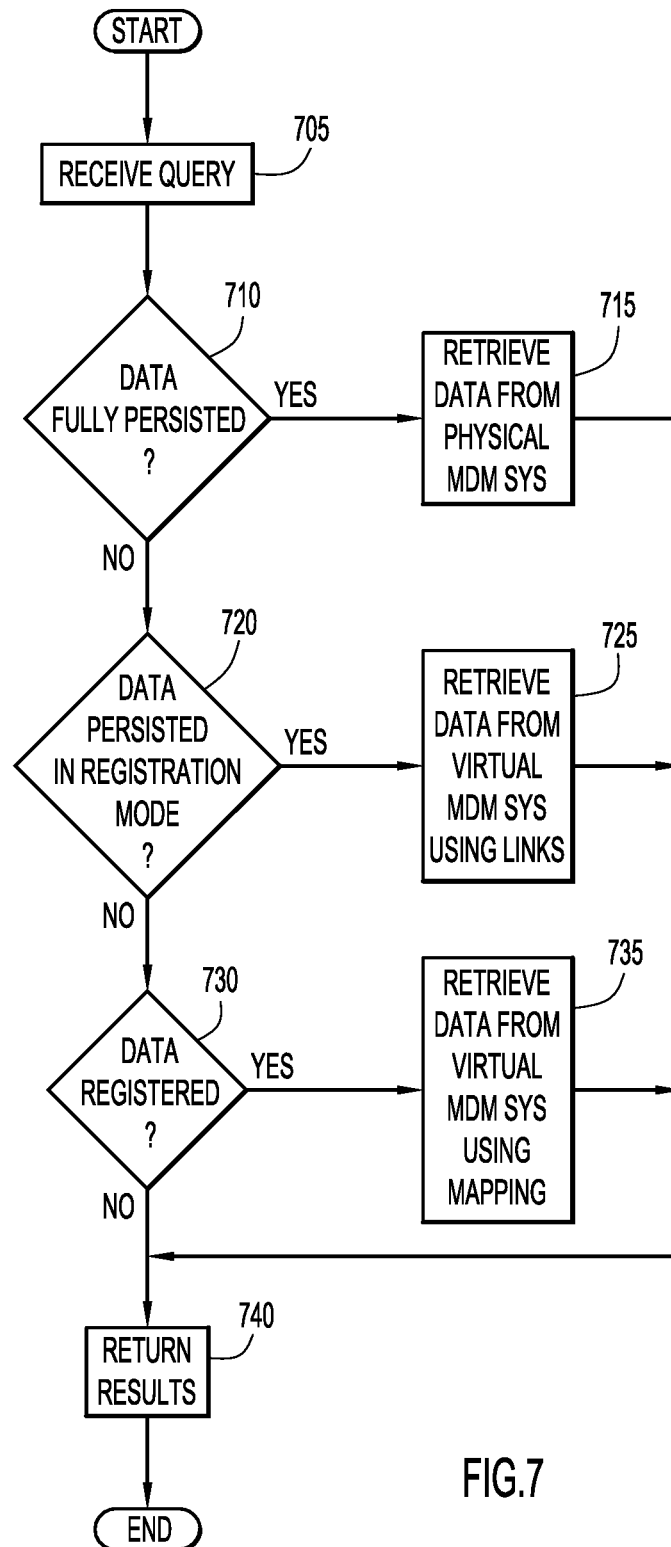 START
705
RECEIVE QUERY
710
DATA
FULLY PERSISTED
?
YES
NO
715
RETRIEVE
DATA FROM
PHYSICAL
MDM SYS
720
DATA
PERSISTED
IN REGISTRATION
MODE
?
YES
NO
725
RETRIEVE
DATA FROM
VIRTUAL
MDM SYS
USING LINKS
730
DATA
REGISTERED
?
YES
NO
735
RETRIEVE
DATA FROM
VIRTUAL
MDM SYS
USING
MAPPING
740
RETURN
RESULTS
END
FIG.7